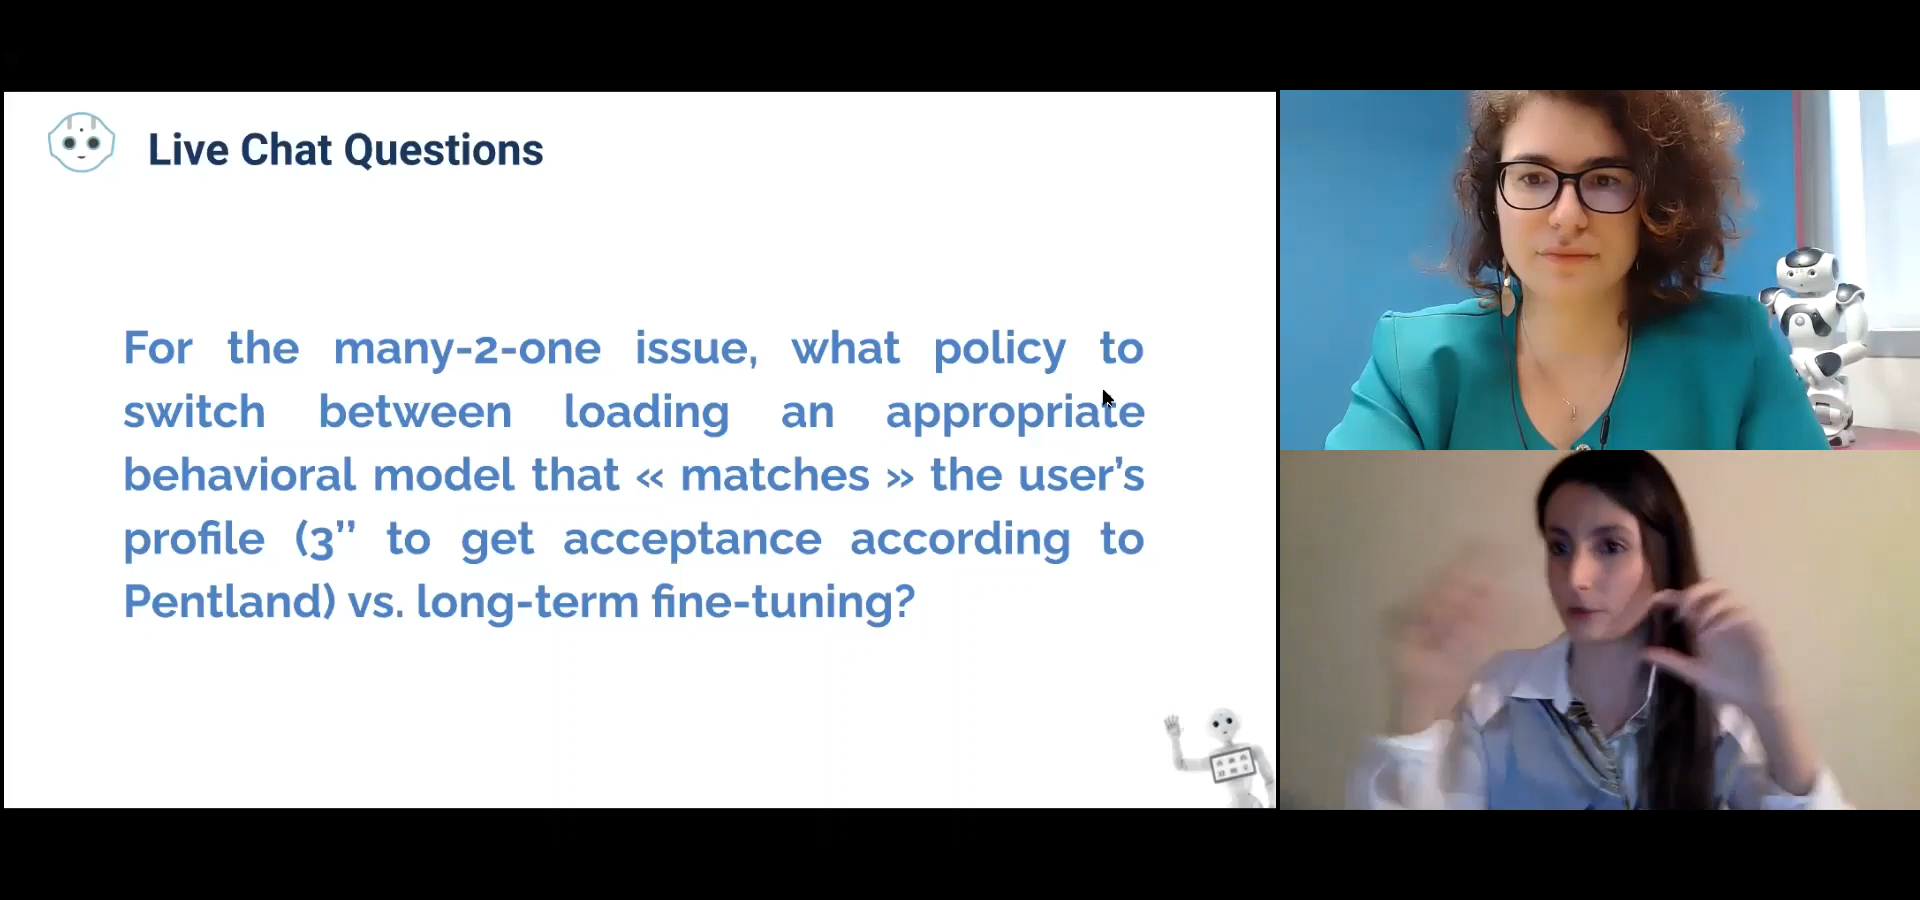 Live Chat Questions
For the many-2-one issue, what policy to
switch between loading an appropriate
behavioral model that « matches » the user’s
profile (3’’ to get acceptance according to
Pentland) vs. long-term fine-tuning?